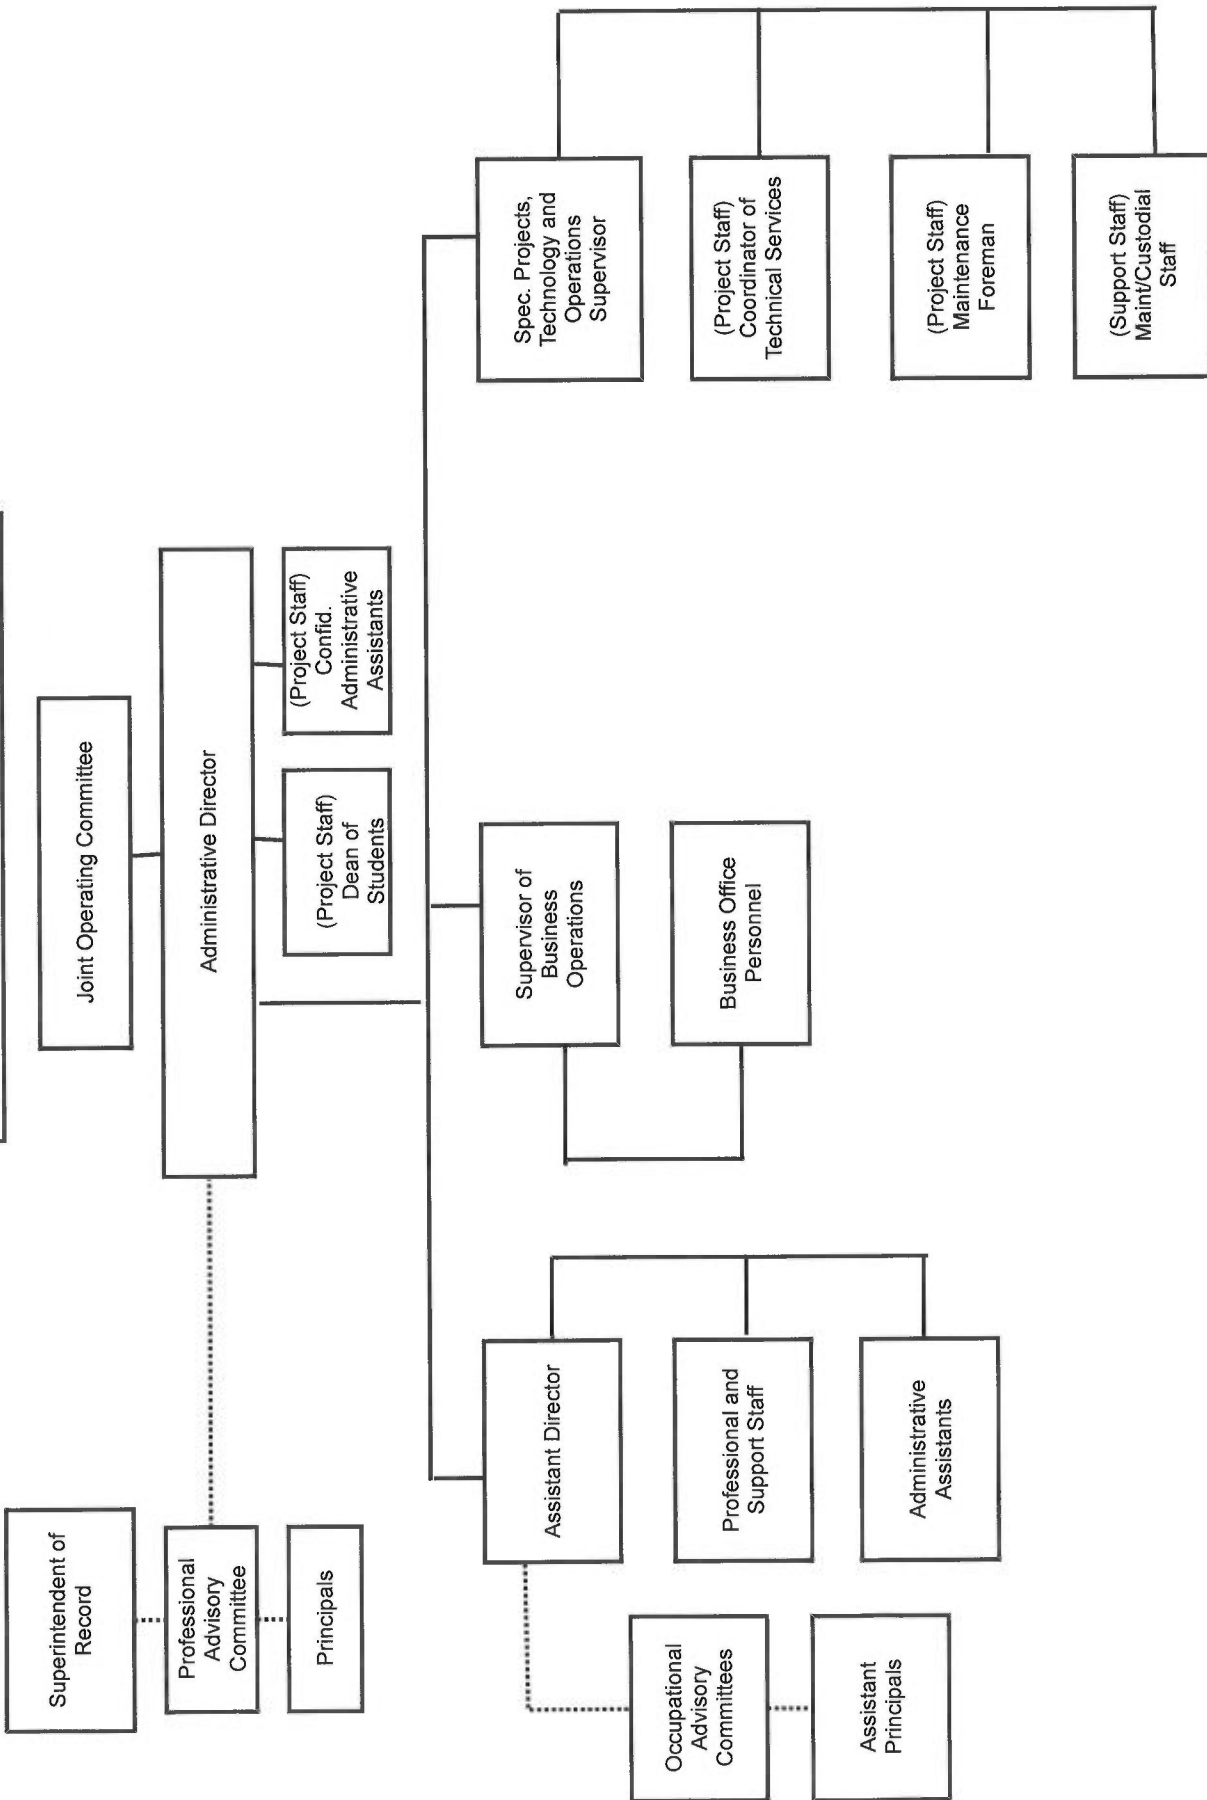 Joint Operating Committee
Administrative Director
Superintendent of
Record
Professional
Advisory
Committee
Principals
(Project Staff)
Dean of
Students
(Project Staff)
Confid.
Administrative
Assistants
Assistant Director
Professional and
Support Staff
Administrative
Assistants
Occupational
Advisory
Committees
Assistant
Principals
Supervisor of
Business
Operations
Business Office
Personnel
Spec. Projects,
Technology and
Operations
Supervisor
(Project Staff)
Coordinator of
Technical Services
(Project Staff)
Maintenance
Foreman
(Support Staff)
Maint/Custodial
Staff